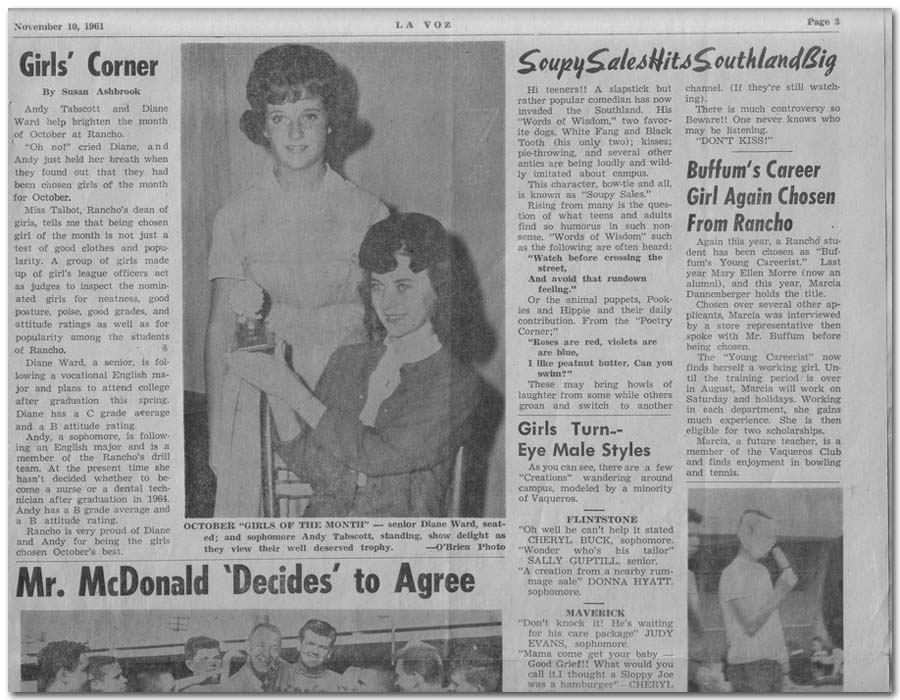 November 10, 1961
LA VOZ
Page 3
Girls' Corner
By Susan Ashbrook
Andy Tabscott and Diane
Ward help brighten the month
of October at Rancho.
"Oh no!" cried Diane, and
Andy just held her breath when
they found out that they had
been chosen girls of the month
for October.
Miss Talbot, Rancho's dean of
girls, tells me that being chosen
girl of the month is not just a
test of good clothes and popu-
larity. A group of girls made
up of girl's league officers act
as judges to inspect the nomin-
ated girls for neatness, good
posture, poise, good grades, and
attitude ratings as well as for
popularity among the students
of Rancho.
Diane Ward, a senior, is fol-
lowing a vocational English ma-
jor and plans to attend college
after graduation this spring.
Diane has a C grade average
and a B attitude rating.
Andy, a sophomore, is follow-
ing an English major and is a
member of the Rancho's drill
team. At the present time she
hasn't decided whether to be-
come a nurse or a dental tech-
nician after graduation in 1964.
Andy has a B grade average and
a B attitude rating.
Rancho is very proud of Diane
and Andy for being the girls
chosen October's best.
OCTOBER "GIRLS OF THE MONTH" — senior Diane Ward, seat-
ed; and sophomore Andy Tabscott, standing, show delight as
they view their well deserved trophy. —O'Brien Photo
Mr. McDonald 'Decides' to Agree
Soupy Sales Hits Southland Big
Hi teeners!! A slapstick but
rather popular comedian has now
invaded the Southland. His
"Words of Wisdom," two favor-
ite dogs, White Fang and Black
Tooth (his only two); kisses;
pie-throwing, and several other
antics are being loudly and wild-
ly imitated about campus.
This character, bow-tie and all,
is known as "Soupy Sales."
Rising from many is the ques-
tion of what teens and adults
find so humorus in such non-
sense. "Words of Wisdom" such
as the following are often heard:
"Watch before crossing the
street,
And avoid that rundown
feeling."
Or the animal puppets, Pook-
ies and Hippie and their daily
contribution. From the "Poetry
Corner;"
"Roses are red, violets are
are blue,
I like peatnut butter, Can you
swim?"
These may bring howls of
laughter from some while others
groan and switch to another
channel. (If they're still watch-
ing).
There is much controversy so
Beware!! One never knows who
may be listening.
"DON'T KISS!"
Girls Turn--
Eye Male Styles
As you can see, there are a few
"Creations" wandering around
campus, modeled by a minority
of Vaqueros.
FLINTSTONE
"Oh well he can't help it stated
CHERYL BUCK, sophomore.
"Wonder who's his tailor"
SALLY GUPTILL, senior.
"A creation from a nearby rum-
mage sale" DONNA HYATT,
sophomore.
MAVERICK
"Don't knock it! He's waiting
for his care package" JUDY
EVANS, sophomore.
"Mama come get your baby —
Good Grief!! What would you
call it.I thought a Sloppy Joe
was a hamburger"—CHERYL
Buffum's Career
Girl Again Chosen
From Rancho
Again this year, a Rancho stu-
dent has been chosen as "Buf-
fum's Young Careerist." Last
year Mary Ellen Morre (now an
alumni), and this year, Marcia
Dannenberger holds the title.
Chosen over several other ap-
plicants, Marcia was interviewed
by a store representative then
spoke with Mr. Buffum before
being chosen.
The "Young Careerist" now
finds herself a working girl. Un-
til the training period is over
in August, Marcia will work on
Saturday and holidays. Working
in each department, she gains
much experience. She is then
eligible for two scholarships.
Marcia, a future teacher, is a
member of the Vaqueros Club
and finds enjoyment in bowling
and tennis.